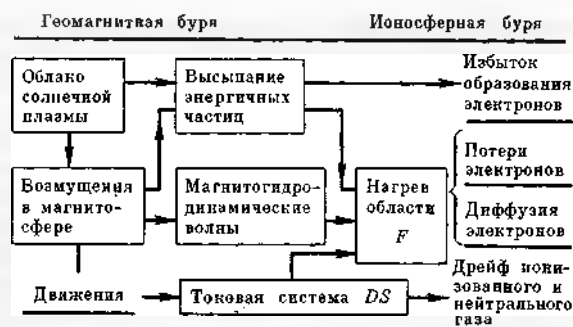 Геомагнитная буря
Ионосферная буря
Облако
солнечной
плазмы
Высыпание
энергичных
частиц
Избыток
образования
электронов
Возмущения
в магнито-
сфере
Магнитогидро-
динамические
волны
Нагрев
области
F
Потери
электронов
Диффузия
электронов
Движения
Токовая система DS
Дрейф иони-
зованного и
нейтрального
газа